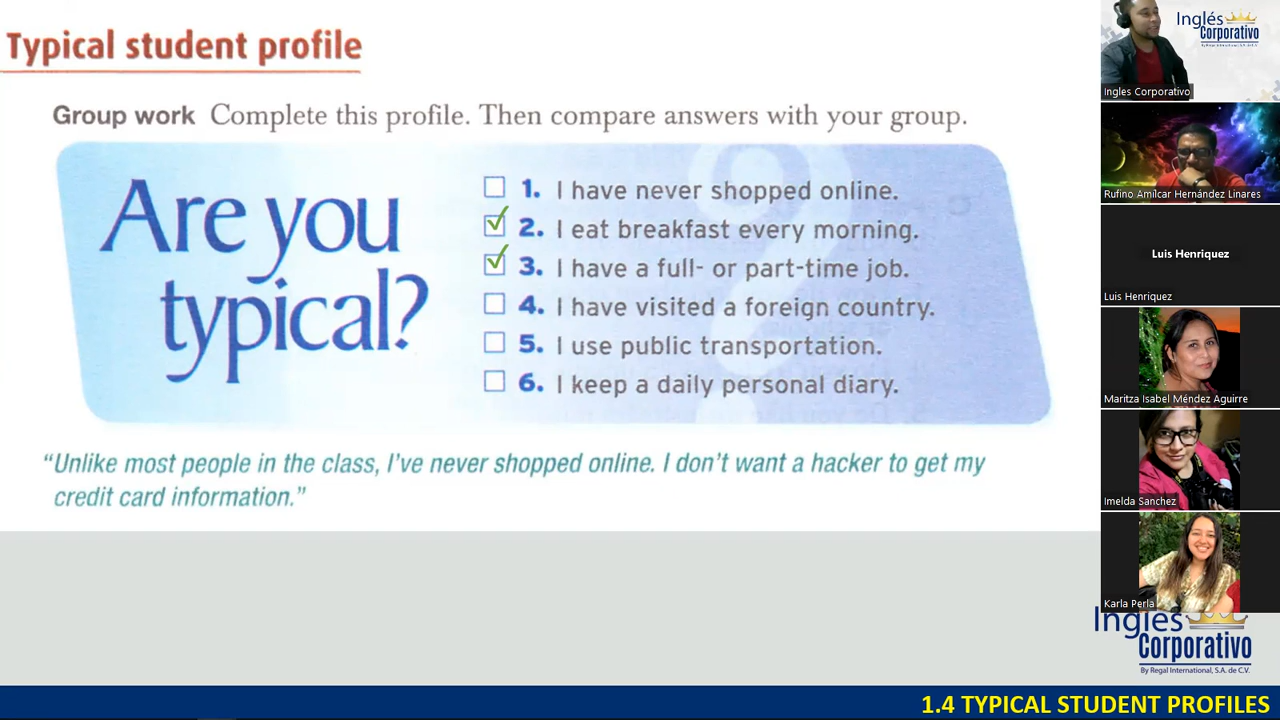 Typical student profile
Group work Complete this profile. Then compare answers with your group.
Are you
typical?
1. I have never shopped online.
2. I eat breakfast every morning.
3. I have a full- or part-time job.
4. I have visited a foreign country.
5. I use public transportation.
6. I keep a daily personal diary.
“Unlike most people in the class, I’ve never shopped online. I don’t want a hacker to get my
credit card information.”
Inglés
Corporativo
By Regal International, S.A. de C.V.
Ingles Corporativo
Rufino Amílcar Hernández Linares
Luis Henriquez
Luis Henriquez
Maritza Isabel Méndez Aguirre
Imelda Sanchez
Karla Perla
Inglés
Corporativo
By Regal International, S.A. de C.V.
1.4 TYPICAL STUDENT PROFILES